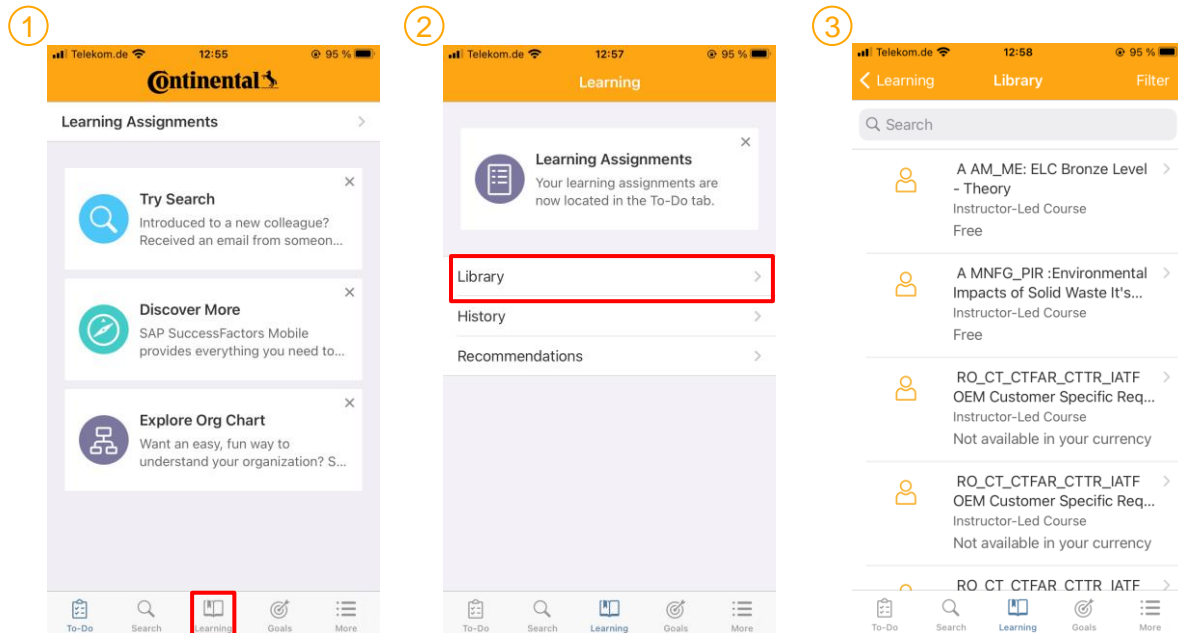 1
Telekom.de 12:55 95 %
Continental
Learning Assignments
Try Search
Introduced to a new colleague?
Received an email from someon...
Discover More
SAP SuccessFactors Mobile
provides everything you need to...
Explore Org Chart
Want an easy, fun way to
understand your organization? S...
To-Do Search Learning Goals More
2
Telekom.de 12:57 95 %
Learning
Learning Assignments
Your learning assignments are
now located in the To-Do tab.
Library
History
Recommendations
To-Do Search Learning Goals More
3
Telekom.de 12:58 95 %
Learning Library Filter
Search
A AM_ME: ELC Bronze Level
- Theory
Instructor-Led Course
Free
A MNFG_PIR :Environmental
Impacts of Solid Waste It's...
Instructor-Led Course
Free
RO_CT_CTFAR_CTTR_IATF
OEM Customer Specific Req...
Instructor-Led Course
Not available in your currency
RO_CT_CTFAR_CTTR_IATF
OEM Customer Specific Req...
Instructor-Led Course
Not available in your currency
RO_CT_CTFAR_CTTR_IATF
To-Do Search Learning Goals More